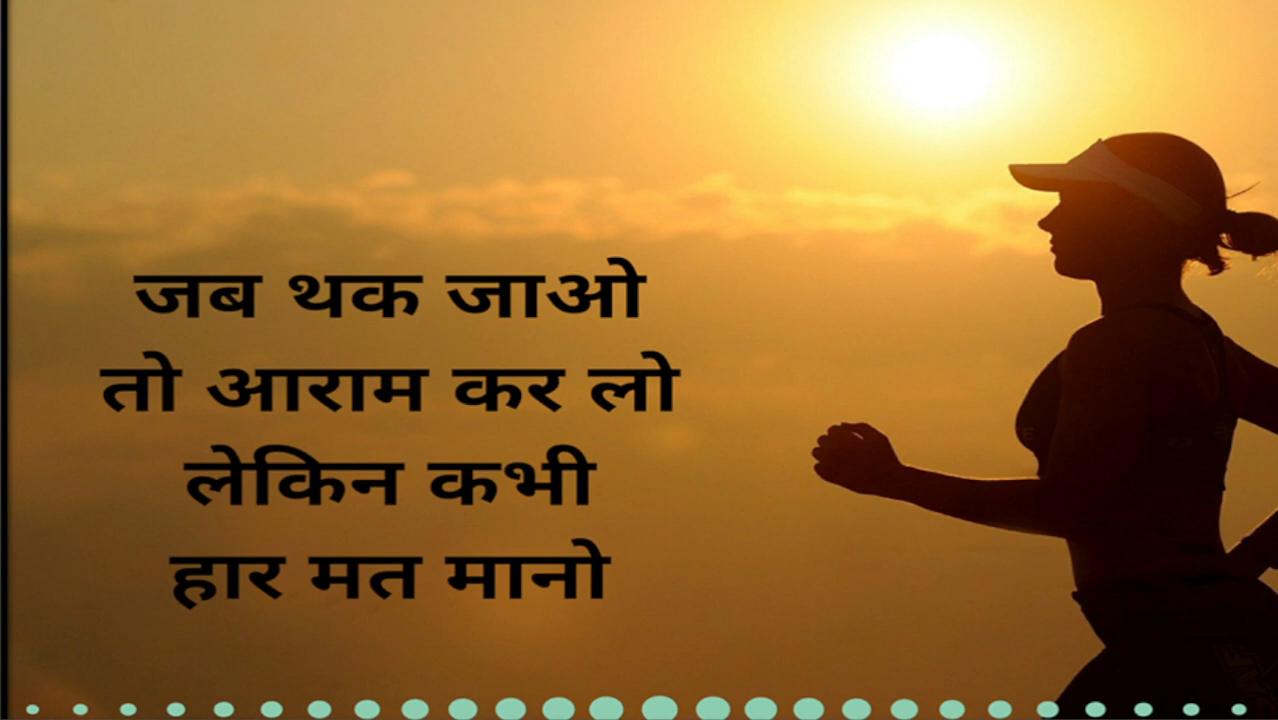 जब थक जाओ
तो आराम कर लो
लेकिन कभी
हार मत मानो